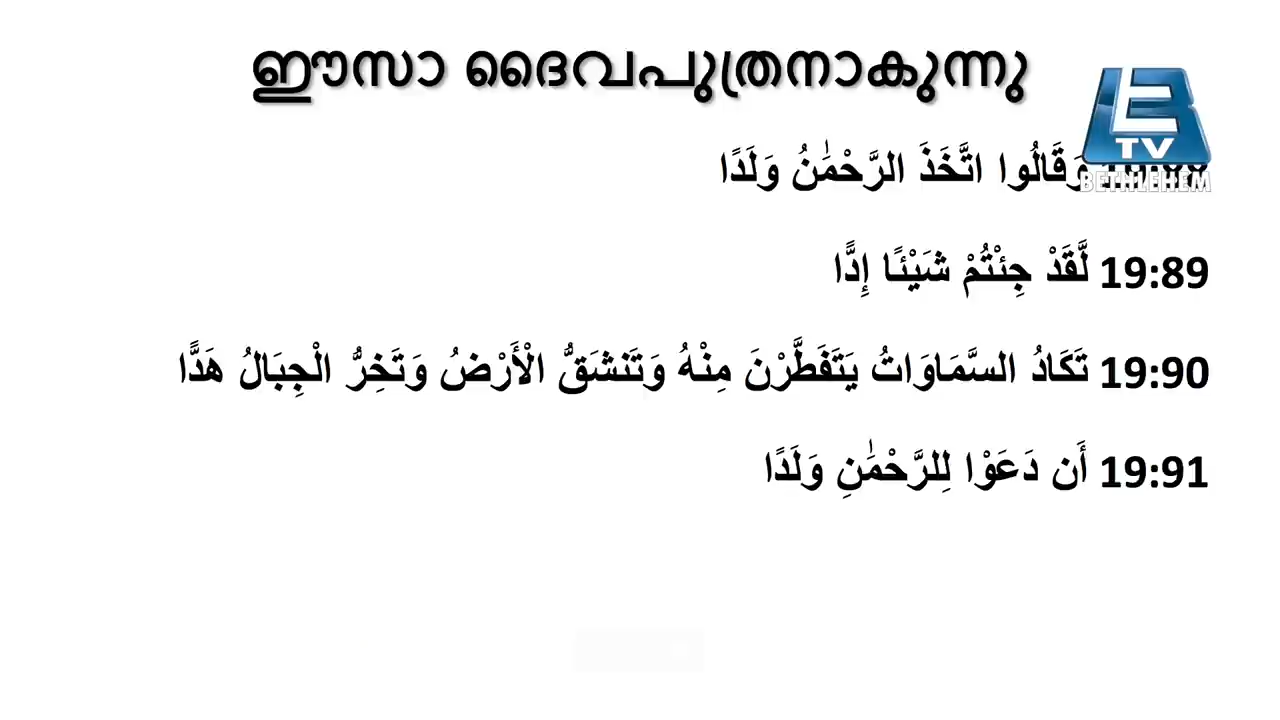 ഈസാ ദൈവപുത്രനാകുന്നു
وَقَالُوا اتَّخَذَ الرَّحْمَٰنُ وَلَدًا
19:89 لَّقَدْ جِئْتُمْ شَيْئًا إِدًّا
19:90 تَكَادُ السَّمَاوَاتُ يَتَفَطَّرْنَ مِنْهُ وَتَنشَقُّ الْأَرْضُ وَتَخِرُّ الْجِبَالُ هَدًّا
19:91 أَن دَعَوْا لِلرَّحْمَٰنِ وَلَدًا
TV
BETHLEHEM